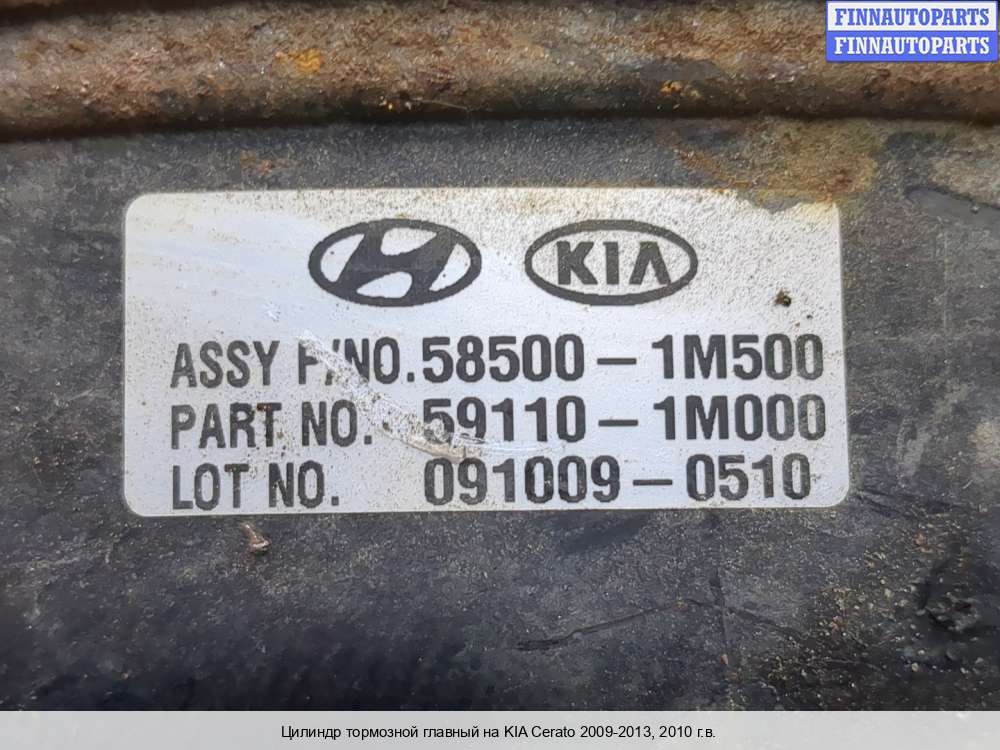 FINNAUTOPARTS
FINNAUTOPARTS
KIA
ASSY P/NO. 58500-1M500
PART NO. 59110-1M000
LOT NO. 091009-0510
Цилиндр тормозной главный на KIA Cerato 2009-2013, 2010 г.в.